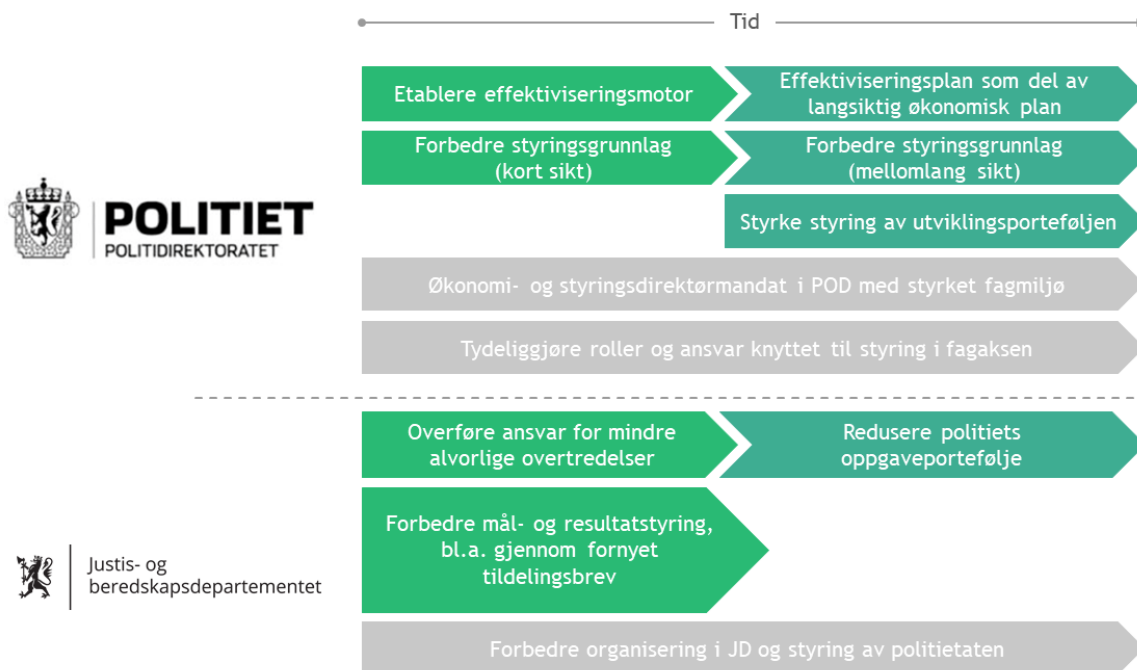 Tid
Etablere effektiviseringsmotor
Effektiviseringsplan som del av
langsiktig økonomisk plan
Forbedre styringsgrunnlag
(kort sikt)
Forbedre styringsgrunnlag
(mellomlang sikt)
POLITIET
POLITIDIREKTORATET
Styrke styring av utviklingsporteføljen
Økonomi- og styringsdirektørmandat i POD med styrket fagmiljø
Tydeliggjøre roller og ansvar knyttet til styring i fagaksen
Overføre ansvar for mindre
alvorlige overtredelser
Redusere politiets
oppgaveportefølje
Forbedre mål- og resultatstyring,
bl.a. gjennom fornyet
tildelingsbrev
Justis- og
beredskapsdepartementet
Forbedre organisering i JD og styring av politietaten